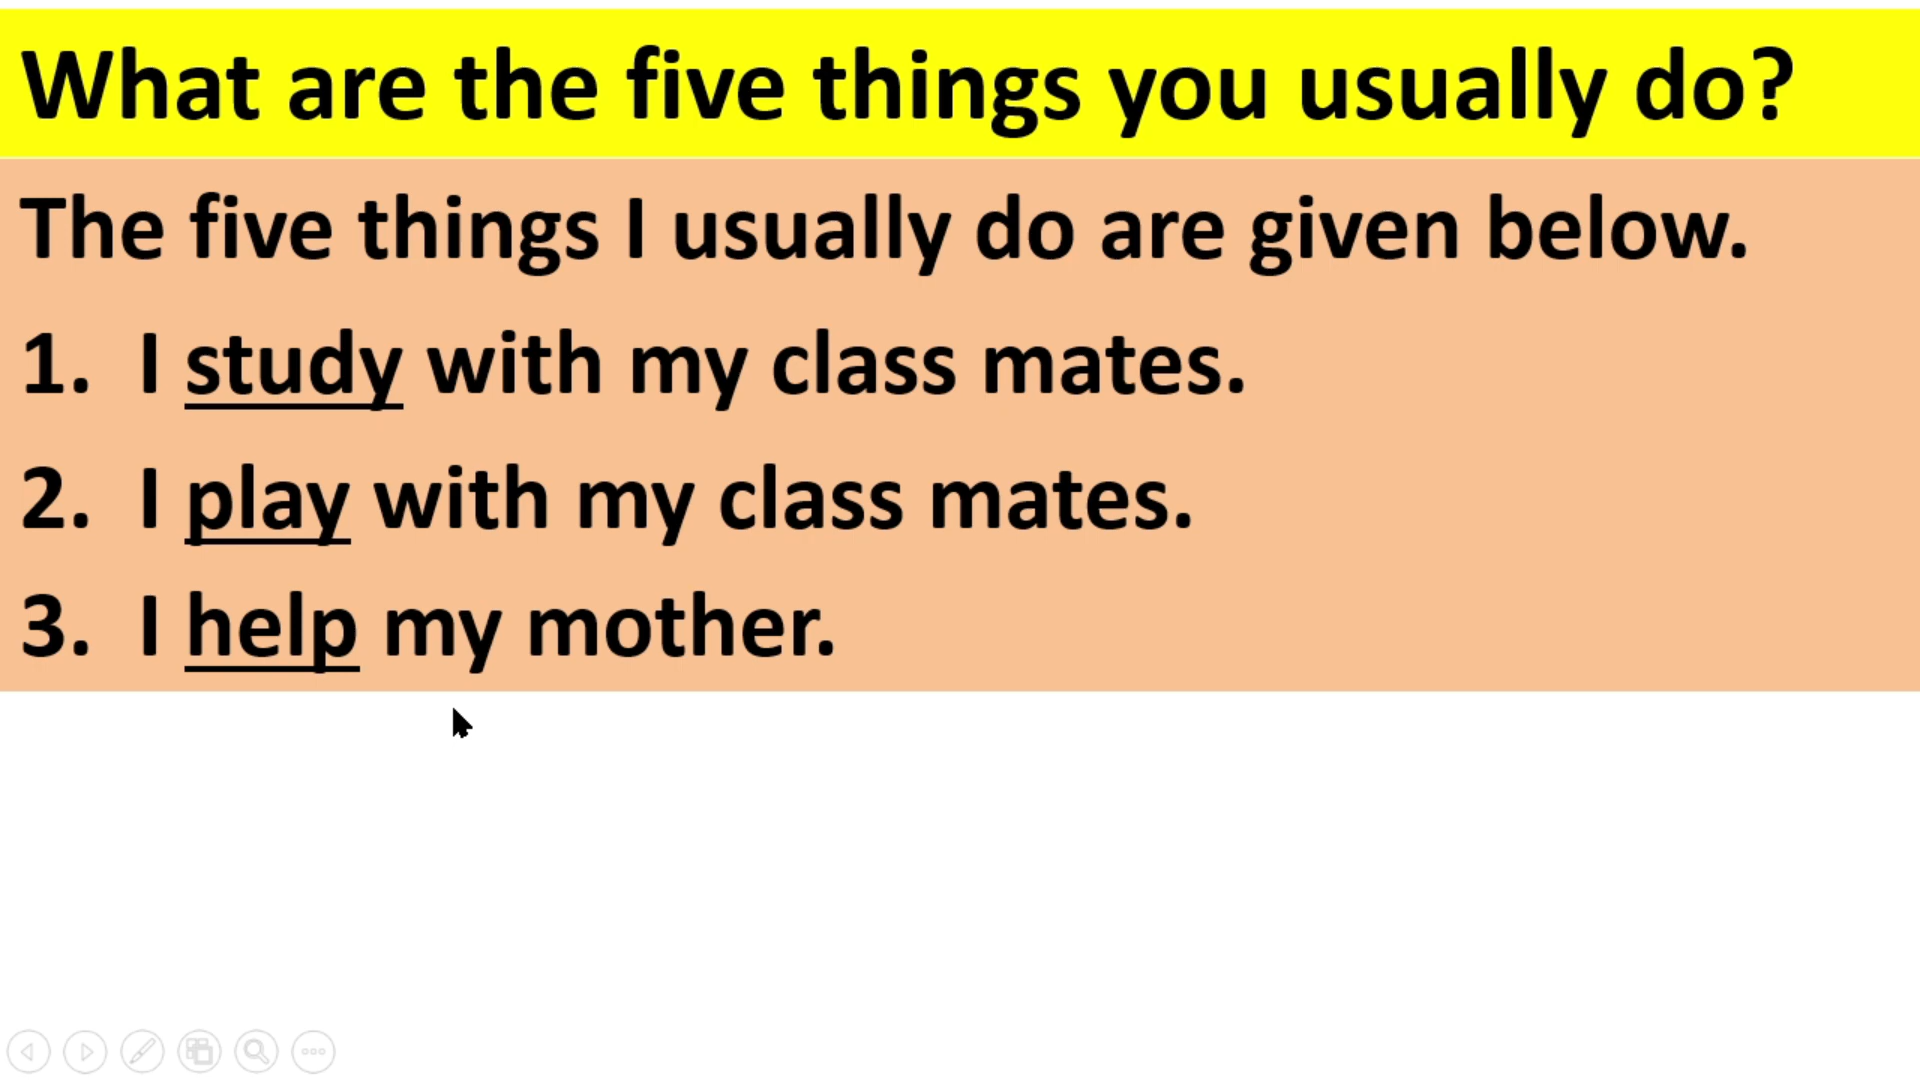 What are the five things you usually do?
The five things I usually do are given below.
1. I study with my class mates.
2. I play with my class mates.
3. I help my mother.